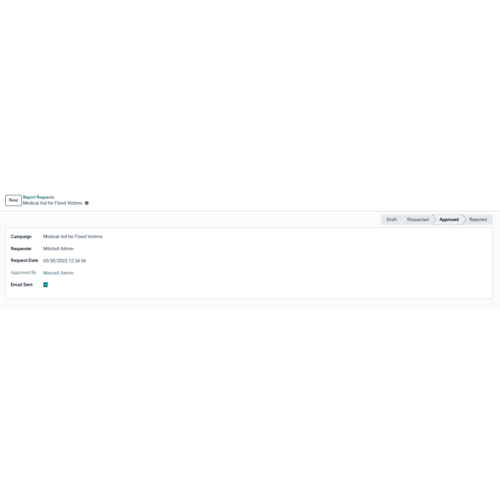 New
Report Requests
Medical Aid for Flood Victims
Draft
Requested
Approved
Rejected
Campaign Medical Aid for Flood Victims
Requester Mitchell Admin
Request Date 05/30/2025 12:34:56
Approved By Mitchell Admin
Email Sent